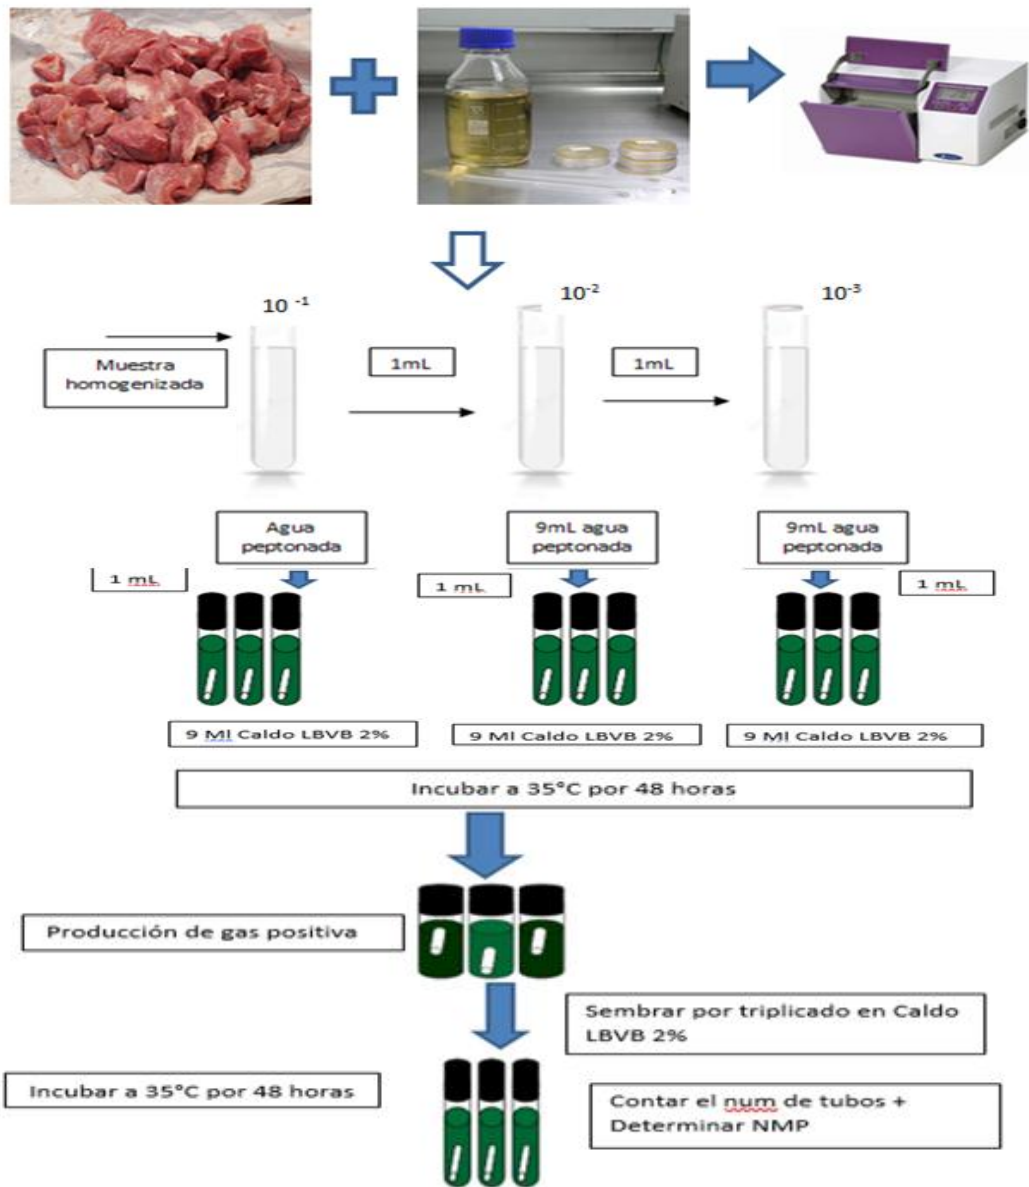 10 -1
10-2
10-3
Muestra
homogenizada
1mL
1mL
Agua
peptonada
9mL agua
peptonada
9mL agua
peptonada
1 mL
1 mL
1 mL
9 Ml Caldo LBVB 2%
9 Ml Caldo LBVB 2%
9 Ml Caldo LBVB 2%
Incubar a 35°C por 48 horas
Producción de gas positiva
Sembrar por triplicado en Caldo
LBVB 2%
Incubar a 35°C por 48 horas
Contar el num de tubos +
Determinar NMP